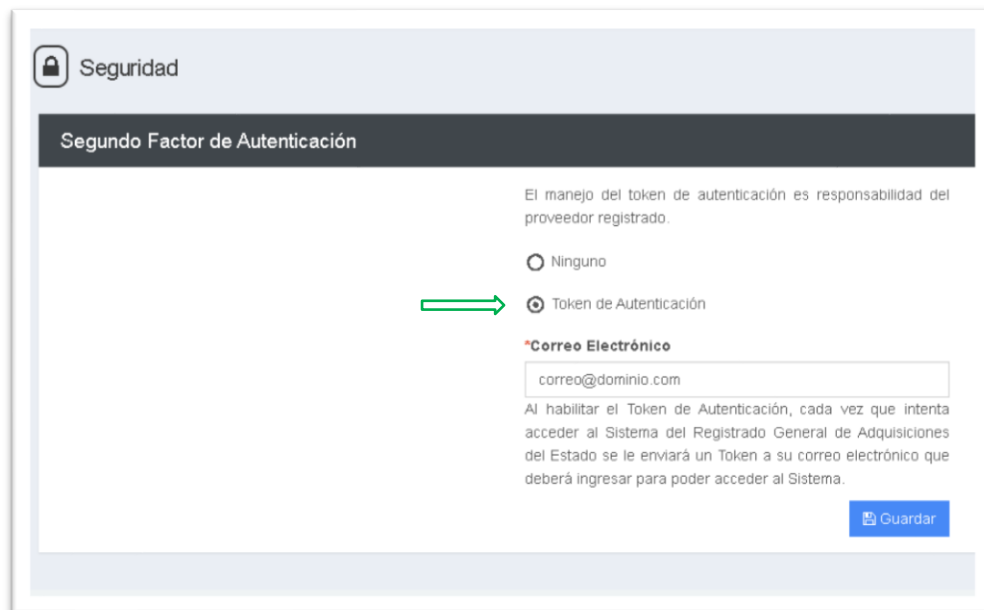 Seguridad
Segundo Factor de Autenticación
El manejo del token de autenticación es responsabilidad del
proveedor registrado.
Ninguno
Token de Autenticación
*Correo Electrónico
correo@dominio.com
Al habilitar el Token de Autenticación, cada vez que intenta
acceder al Sistema del Registrado General de Adquisiciones
del Estado se le enviará un Token a su correo electrónico que
deberá ingresar para poder acceder al Sistema.
Guardar